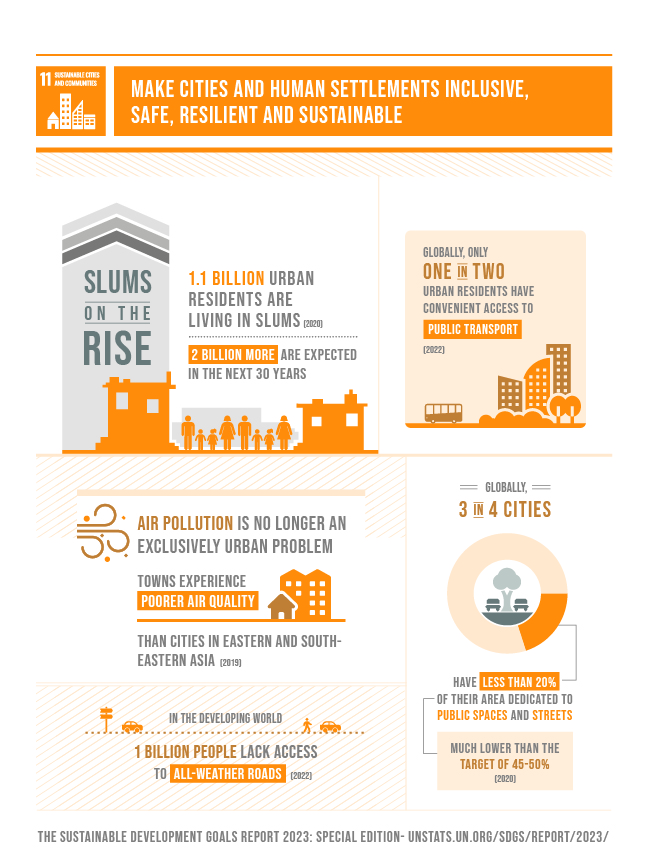 11 SUSTAINABLE CITIES
AND COMMUNITIES
MAKE CITIES AND HUMAN SETTLEMENTS INCLUSIVE,
SAFE, RESILIENT AND SUSTAINABLE
SLUMS
ON THE
RISE
1.1 BILLION URBAN
RESIDENTS ARE
LIVING IN SLUMS (2020)
2 BILLION MORE ARE EXPECTED
IN THE NEXT 30 YEARS
GLOBALLY, ONLY
ONE IN TWO
URBAN RESIDENTS HAVE
CONVENIENT ACCESS TO
PUBLIC TRANSPORT
(2022)
AIR POLLUTION IS NO LONGER AN
EXCLUSIVELY URBAN PROBLEM
TOWNS EXPERIENCE
POORER AIR QUALITY
THAN CITIES IN EASTERN AND SOUTH-
EASTERN ASIA (2019)
IN THE DEVELOPING WORLD
1 BILLION PEOPLE LACK ACCESS
TO ALL-WEATHER ROADS (2022)
GLOBALLY,
3 IN 4 CITIES
HAVE LESS THAN 20%
OF THEIR AREA DEDICATED TO
PUBLIC SPACES AND STREETS
MUCH LOWER THAN THE
TARGET OF 45-50%
(2020)
THE SUSTAINABLE DEVELOPMENT GOALS REPORT 2023: SPECIAL EDITION- UNSTATS.UN.ORG/SDGS/REPORT/2023/